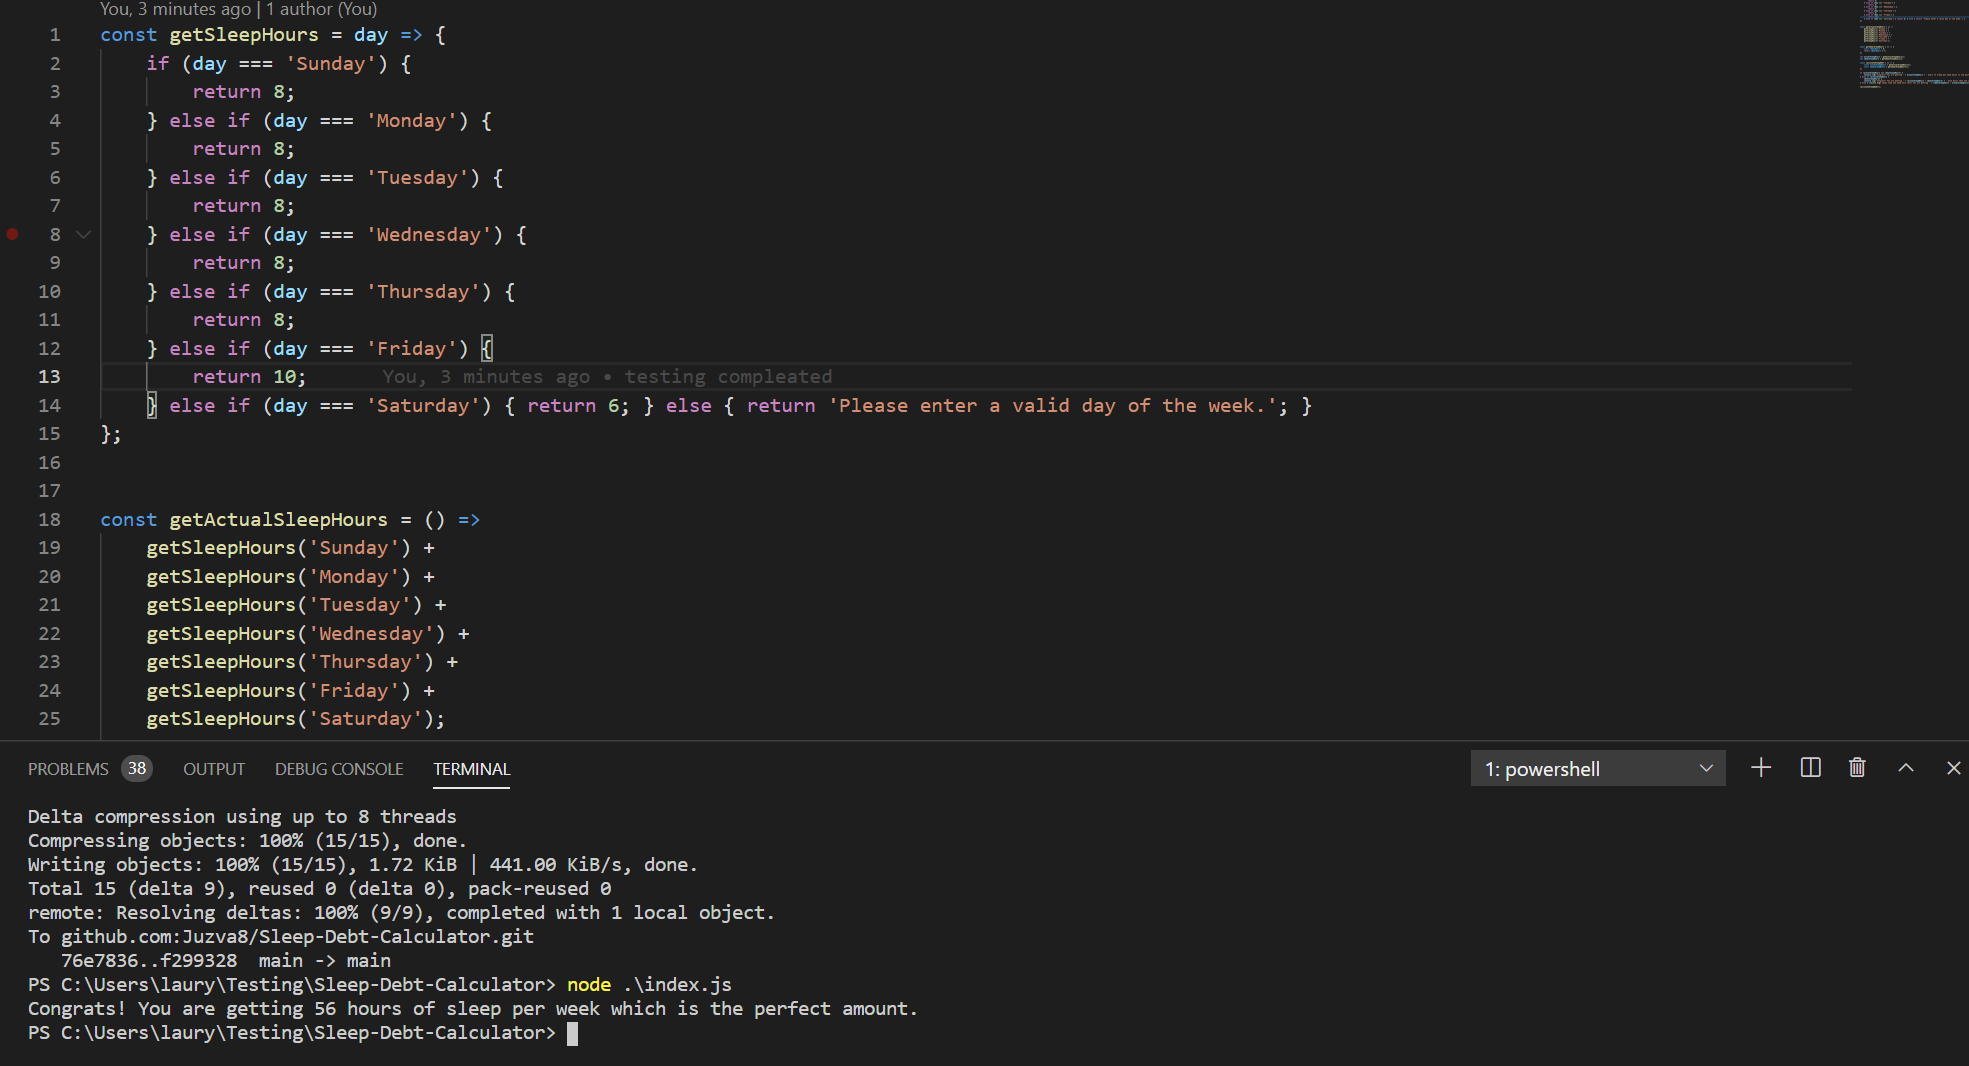 You, 3 minutes ago | 1 author (You)
1 const getSleepHours = day => {
2 if (day === 'Sunday') {
3 return 8;
4 } else if (day === 'Monday') {
5 return 8;
6 } else if (day === 'Tuesday') {
7 return 8;
8 } else if (day === 'Wednesday') {
9 return 8;
10 } else if (day === 'Thursday') {
11 return 8;
12 } else if (day === 'Friday') {
13 return 10; You, 3 minutes ago • testing compleated
14 } else if (day === 'Saturday') { return 6; } else { return 'Please enter a valid day of the week.'; }
15 };
16
17
18 const getActualSleepHours = () =>
19 getSleepHours('Sunday') +
20 getSleepHours('Monday') +
21 getSleepHours('Tuesday') +
22 getSleepHours('Wednesday') +
23 getSleepHours('Thursday') +
24 getSleepHours('Friday') +
25 getSleepHours('Saturday');
PROBLEMS 38 OUTPUT DEBUG CONSOLE TERMINAL 1: powershell
Delta compression using up to 8 threads
Compressing objects: 100% (15/15), done.
Writing objects: 100% (15/15), 1.72 KiB | 441.00 KiB/s, done.
Total 15 (delta 9), reused 0 (delta 0), pack-reused 0
remote: Resolving deltas: 100% (9/9), completed with 1 local object.
To github.com:Juzva8/Sleep-Debt-Calculator.git
76e7836..f299328 main -> main
PS C:\Users\laury\Testing\Sleep-Debt-Calculator> node .\index.js
Congrats! You are getting 56 hours of sleep per week which is the perfect amount.
PS C:\Users\laury\Testing\Sleep-Debt-Calculator>